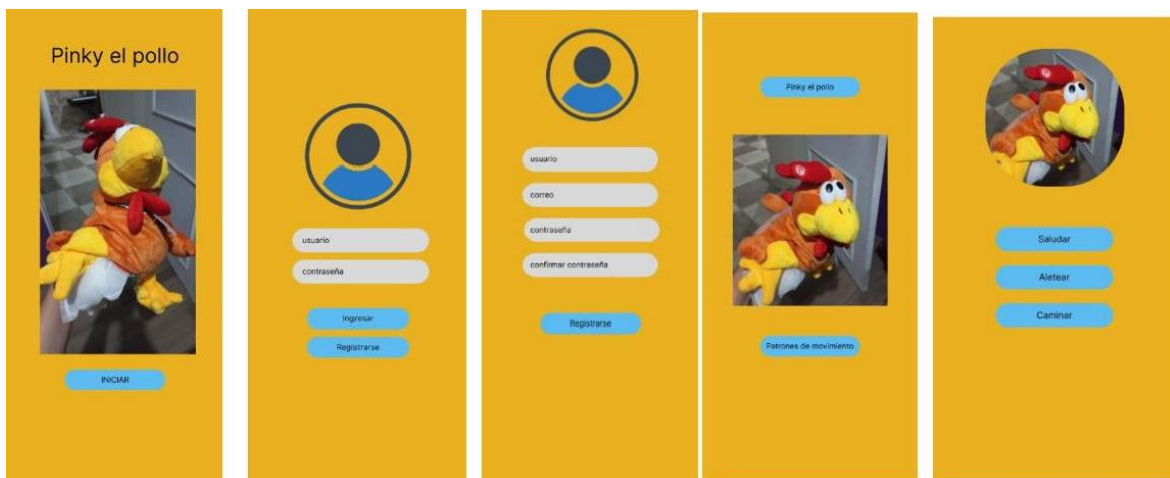 Pinky el pollo
INICIAR
usuario
contraseña
Ingresar
Registrarse
usuario
correo
contraseña
confirmar contraseña
Registrarse
Pinky el pollo
Patrones de movimiento
Saludar
Aletear
Caminar